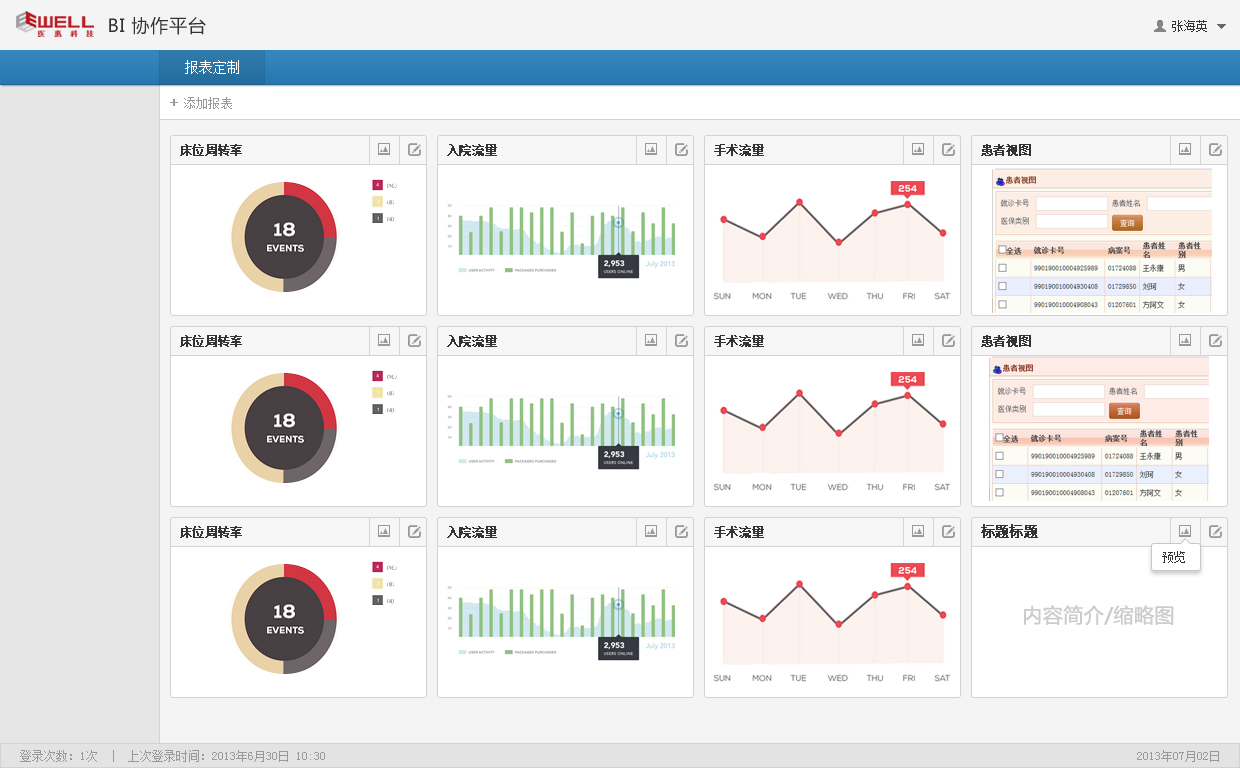 EWELL
医惠科技
BI 协作平台
张海英
报表定制
+ 添加报表
床位周转率
入院流量
手术流量
患者视图
18
EVENTS
2,953
USERS ONLINE
July 2013
USER ACTIVITY
PACKAGES PURCHASED
254
SUN MON TUE WED THU FRI SAT
患者视图
就诊卡号 患者姓名
医保类别 查询
全选 就诊卡号 病案号 患者姓名 患者性别
990190010004925989 01724088 王永康 男
990190010004930408 01729850 刘珂 女
990190010004908043 01207601 方阿文 女
床位周转率
入院流量
手术流量
患者视图
18
EVENTS
2,953
USERS ONLINE
July 2013
USER ACTIVITY
PACKAGES PURCHASED
254
SUN MON TUE WED THU FRI SAT
患者视图
就诊卡号 患者姓名
医保类别 查询
全选 就诊卡号 病案号 患者姓名 患者性别
990190010004925989 01724088 王永康 男
990190010004930408 01729850 刘珂 女
990190010004908043 01207601 方阿文 女
床位周转率
入院流量
手术流量
标题标题
预览
18
EVENTS
2,953
USERS ONLINE
July 2013
USER ACTIVITY
PACKAGES PURCHASED
254
SUN MON TUE WED THU FRI SAT
内容简介/缩略图
登录次数：1次 | 上次登录时间：2013年6月30日 10:30
2013年07月02日